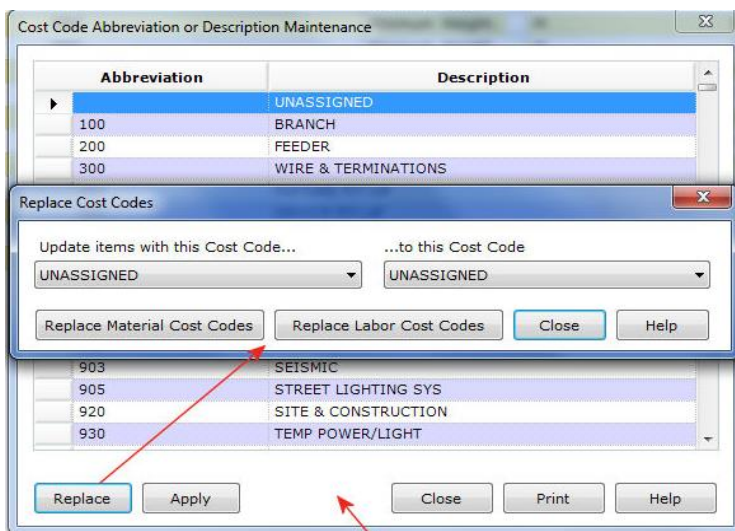 Cost Code Abbreviation or Description Maintenance
Abbreviation Description
UNASSIGNED
100 BRANCH
200 FEEDER
300 WIRE & TERMINATIONS
Replace Cost Codes
Update items with this Cost Code... ...to this Cost Code
UNASSIGNED UNASSIGNED
Replace Material Cost Codes Replace Labor Cost Codes Close Help
903 SEISMIC
905 STREET LIGHTING SYS
920 SITE & CONSTRUCTION
930 TEMP POWER/LIGHT
Replace Apply Close Print Help